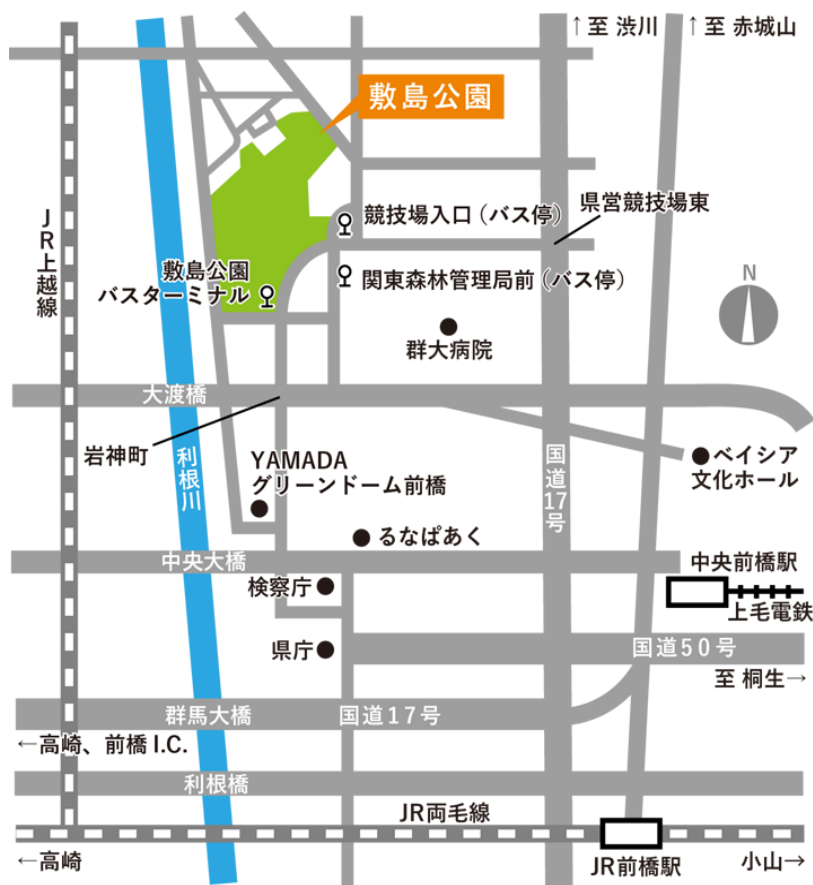 ↑至 渋川
↑至 赤城山
敷島公園
JR上越線
競技場入口（バス停）
県営競技場東
敷島公園
バスターミナル
関東森林管理局前（バス停）
N
群大病院
大渡橋
岩神町
利根川
YAMADA
グリーンドーム前橋
国道17号
ベイシア
文化ホール
るなぱあく
中央大橋
中央前橋駅
検察庁
上毛電鉄
県庁
国道50号
至 桐生→
群馬大橋
国道17号
←高崎、前橋I.C.
利根橋
JR両毛線
←高崎
JR前橋駅
小山→